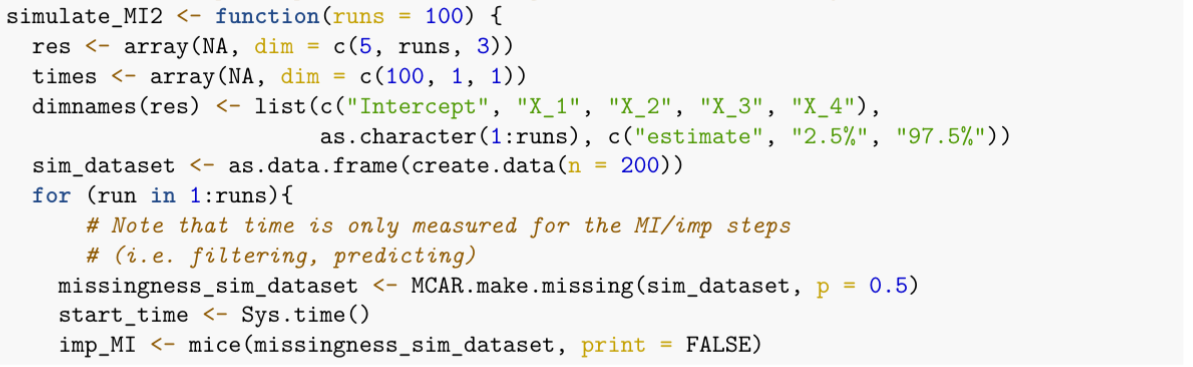 simulate_MI2 <- function(runs = 100) {
  res <- array(NA, dim = c(5, runs, 3))
  times <- array(NA, dim = c(100, 1, 1))
  dimnames(res) <- list(c("Intercept", "X_1", "X_2", "X_3", "X_4"),
                        as.character(1:runs), c("estimate", "2.5%", "97.5%"))
  sim_dataset <- as.data.frame(create.data(n = 200))
  for (run in 1:runs){
      # Note that time is only measured for the MI/imp steps
      # (i.e. filtering, predicting)
    missingness_sim_dataset <- MCAR.make.missing(sim_dataset, p = 0.5)
    start_time <- Sys.time()
    imp_MI <- mice(missingness_sim_dataset, print = FALSE)